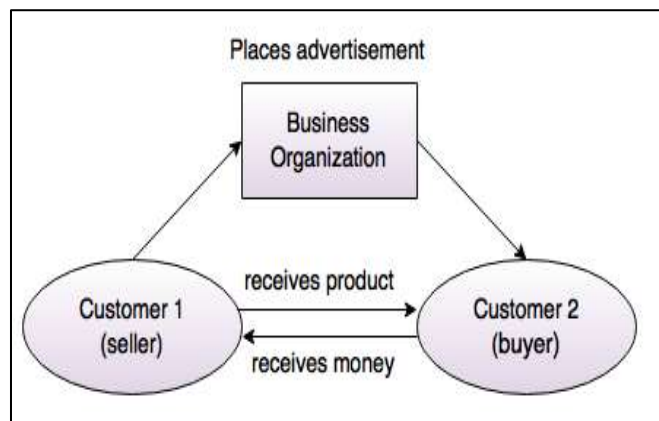 Places advertisement
Business
Organization
receives product
Customer 1
(seller)
Customer 2
(buyer)
receives money